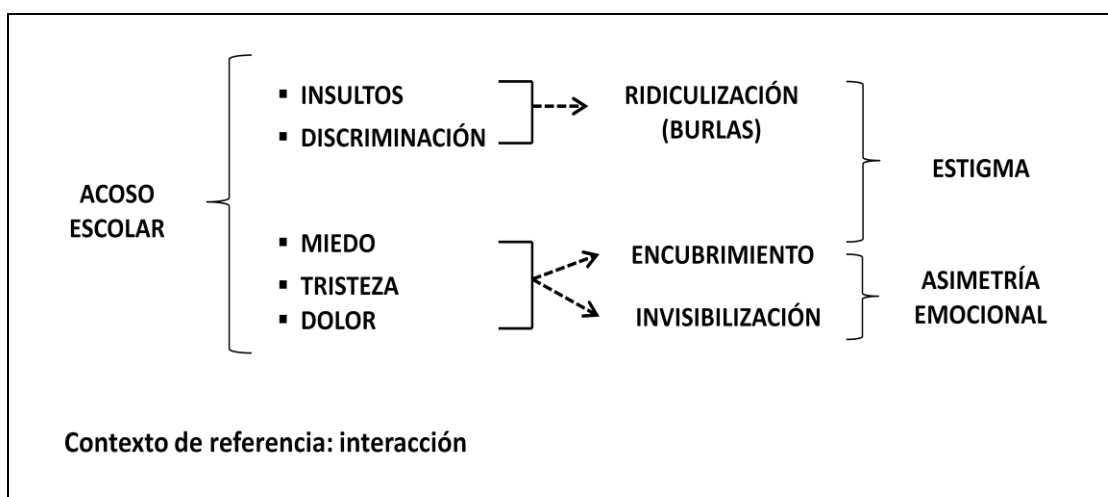 ACOSO
ESCOLAR
▪ INSULTOS
▪ DISCRIMINACIÓN
▪ MIEDO
▪ TRISTEZA
▪ DOLOR
RIDICULIZACIÓN
(BURLAS)
ENCUBRIMIENTO
INVISIBILIZACIÓN
ESTIGMA
ASIMETRÍA
EMOCIONAL
Contexto de referencia: interacción